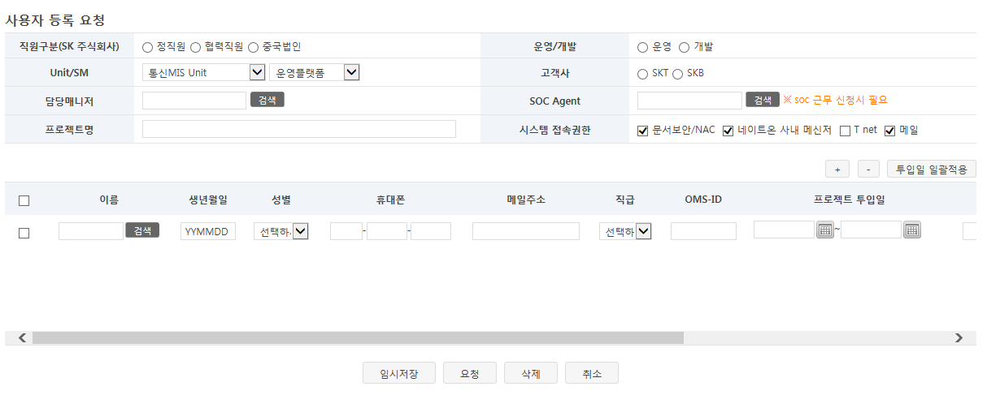 사용자 등록 요청
직원구분(SK 주식회사) 정직원 협력직원 중국법인 운영/개발 운영 개발
Unit/SM 통신MIS Unit 운영플랫폼 고객사 SKT SKB
담당매니저 검색 SOC Agent 검색 ※ soc 근무 신청시 필요
프로젝트명 시스템 접속권한 문서보안/NAC 네이트온 사내 메신저 T net 메일
+ - 투입일 일괄적용
이름 생년월일 성별 휴대폰 메일주소 직급 OMS-ID 프로젝트 투입일
검색 YYMMDD 선택하 - - 선택하 ~
임시저장 요청 삭제 취소